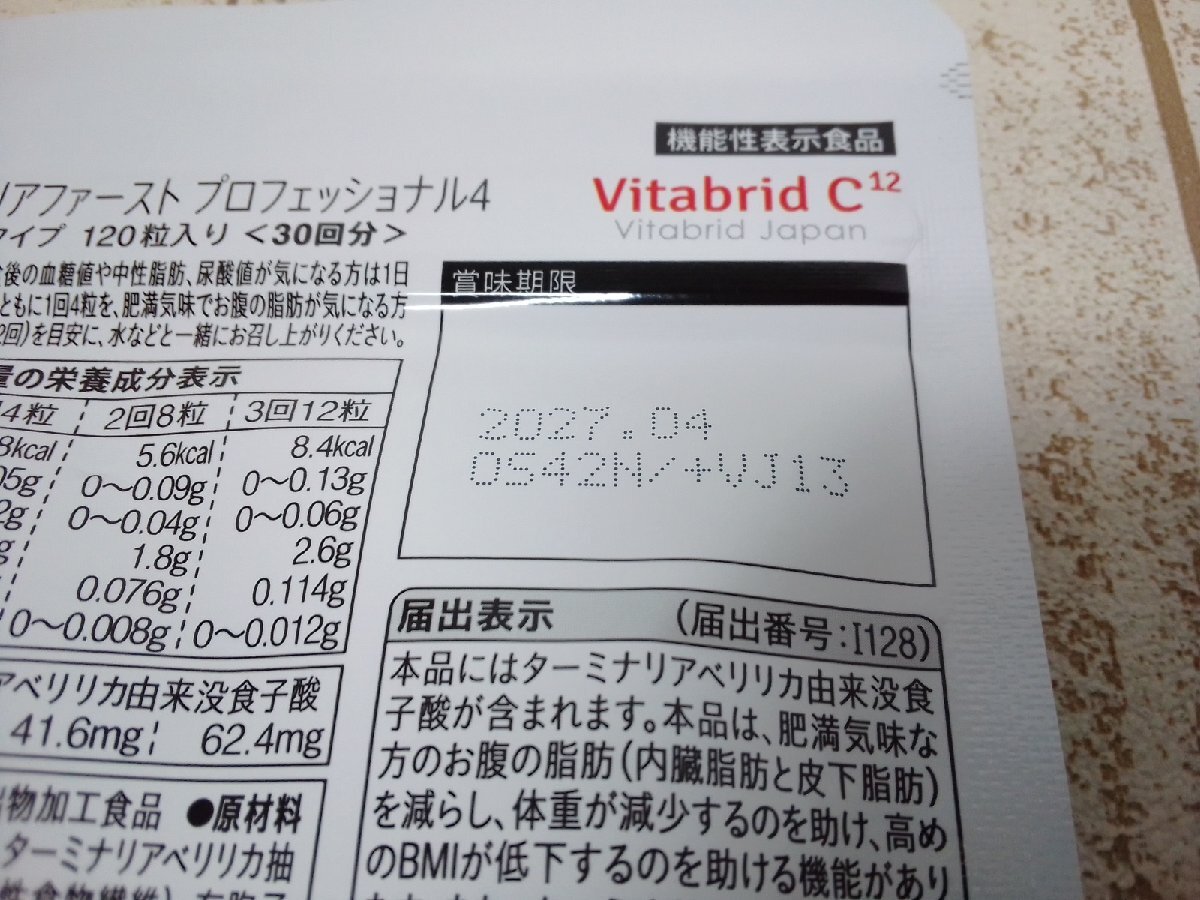 機能性表示食品
Vitabrid C12
Vitabrid Japan
リアファースト プロフェッショナル4
タイプ 120粒入り <30回分>
後の血糖値や中性脂肪、尿酸値が気になる方は1日
ともに1回4粒を、肥満気味でお腹の脂肪が気になる方
2回)を目安に、水などと一緒にお召し上がりください。
賞味期限
2027.04
0542N/+VJ13
量の栄養成分表示
4粒 2回8粒 3回12粒
8kcal 5.6kcal 8.4kcal
05g 0〜0.09g 0〜0.13g
2g 0〜0.04g 0〜0.06g
g 1.8g 2.6g
0.076g 0.114g
0〜0.008g 0〜0.012g
アベリリカ由来没食子酸
41.6mg 62.4mg
物加工食品 ●原材料
ターミナリアベリリカ抽
性食物繊維)
届出表示 (届出番号:I128)
本品にはターミナリアベリリカ由来没食
子酸が含まれます。本品は、肥満気味な
方のお腹の脂肪(内臓脂肪と皮下脂肪)
を減らし、体重が減少するのを助け、高め
のBMIが低下するのを助ける機能があり